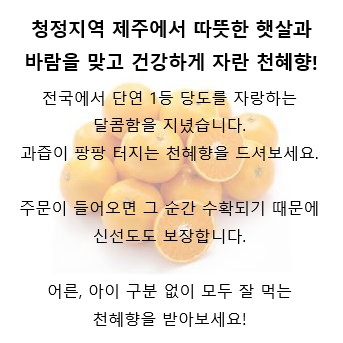 청정지역 제주에서 따뜻한 햇살과
바람을 맞고 건강하게 자란 천혜향!
전국에서 단연 1등 당도를 자랑하는
달콤함을 지녔습니다.
과즙이 팡팡 터지는 천혜향을 드셔보세요.
주문이 들어오면 그 순간 수확되기 때문에
신선도도 보장합니다.
어른, 아이 구분 없이 모두 잘 먹는
천혜향을 받아보세요!